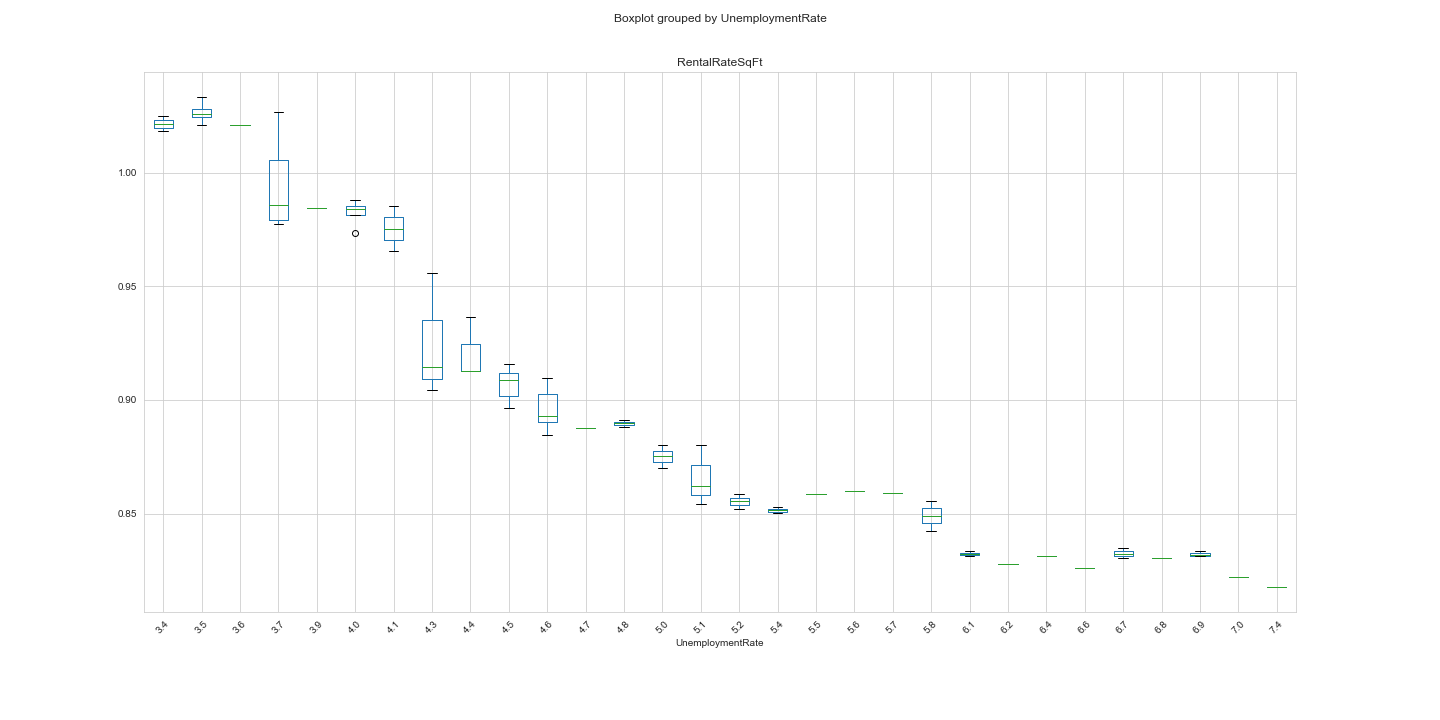 Boxplot grouped by UnemploymentRate
RentalRateSqFt
1.00
0.95
0.90
0.85
3.4 3.5 3.6 3.7 3.9 4.0 4.1 4.3 4.4 4.5 4.6 4.7 4.8 5.0 5.1 5.2 5.4 5.5 5.6 5.7 5.8 6.1 6.2 6.4 6.6 6.7 6.8 6.9 7.0 7.4
UnemploymentRate